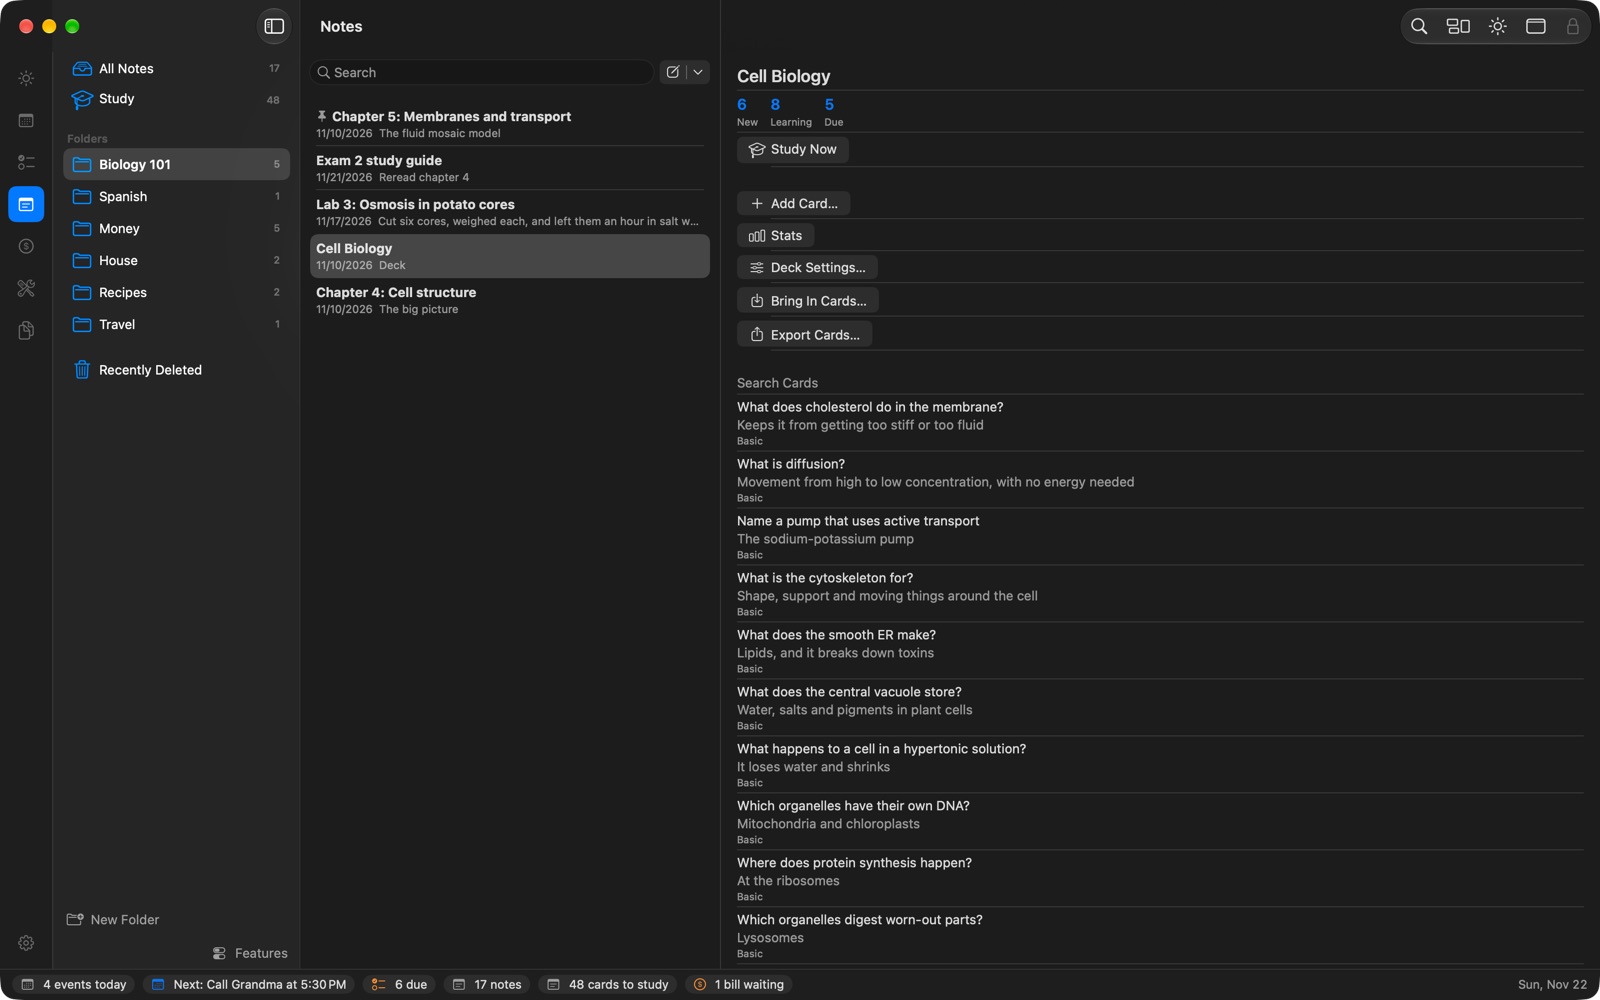 Notes
All Notes 17
Study 48
Folders
Biology 101 5
Spanish 1
Money 5
House 2
Recipes 2
Travel 1
Recently Deleted
New Folder
Features
Search
Chapter 5: Membranes and transport
11/10/2026 The fluid mosaic model
Exam 2 study guide
11/21/2026 Reread chapter 4
Lab 3: Osmosis in potato cores
11/17/2026 Cut six cores, weighed each, and left them an hour in salt w...
Cell Biology
11/10/2026 Deck
Chapter 4: Cell structure
11/10/2026 The big picture
Cell Biology
6 8 5
New Learning Due
Study Now
Add Card...
Stats
Deck Settings...
Bring In Cards...
Export Cards...
Search Cards
What does cholesterol do in the membrane?
Keeps it from getting too stiff or too fluid
Basic
What is diffusion?
Movement from high to low concentration, with no energy needed
Basic
Name a pump that uses active transport
The sodium-potassium pump
Basic
What is the cytoskeleton for?
Shape, support and moving things around the cell
Basic
What does the smooth ER make?
Lipids, and it breaks down toxins
Basic
What does the central vacuole store?
Water, salts and pigments in plant cells
Basic
What happens to a cell in a hypertonic solution?
It loses water and shrinks
Basic
Which organelles have their own DNA?
Mitochondria and chloroplasts
Basic
Where does protein synthesis happen?
At the ribosomes
Basic
Which organelles digest worn-out parts?
Lysosomes
Basic
4 events today Next: Call Grandma at 5:30 PM 6 due 17 notes 48 cards to study 1 bill waiting Sun, Nov 22